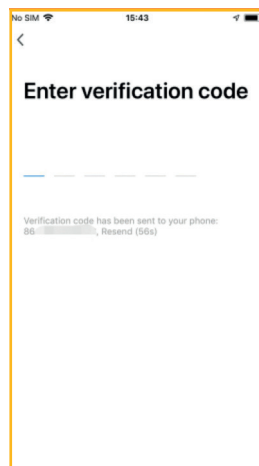 No SIM 15:43
Enter verification code
Verification code has been sent to your phone:
86 , Resend (56s)